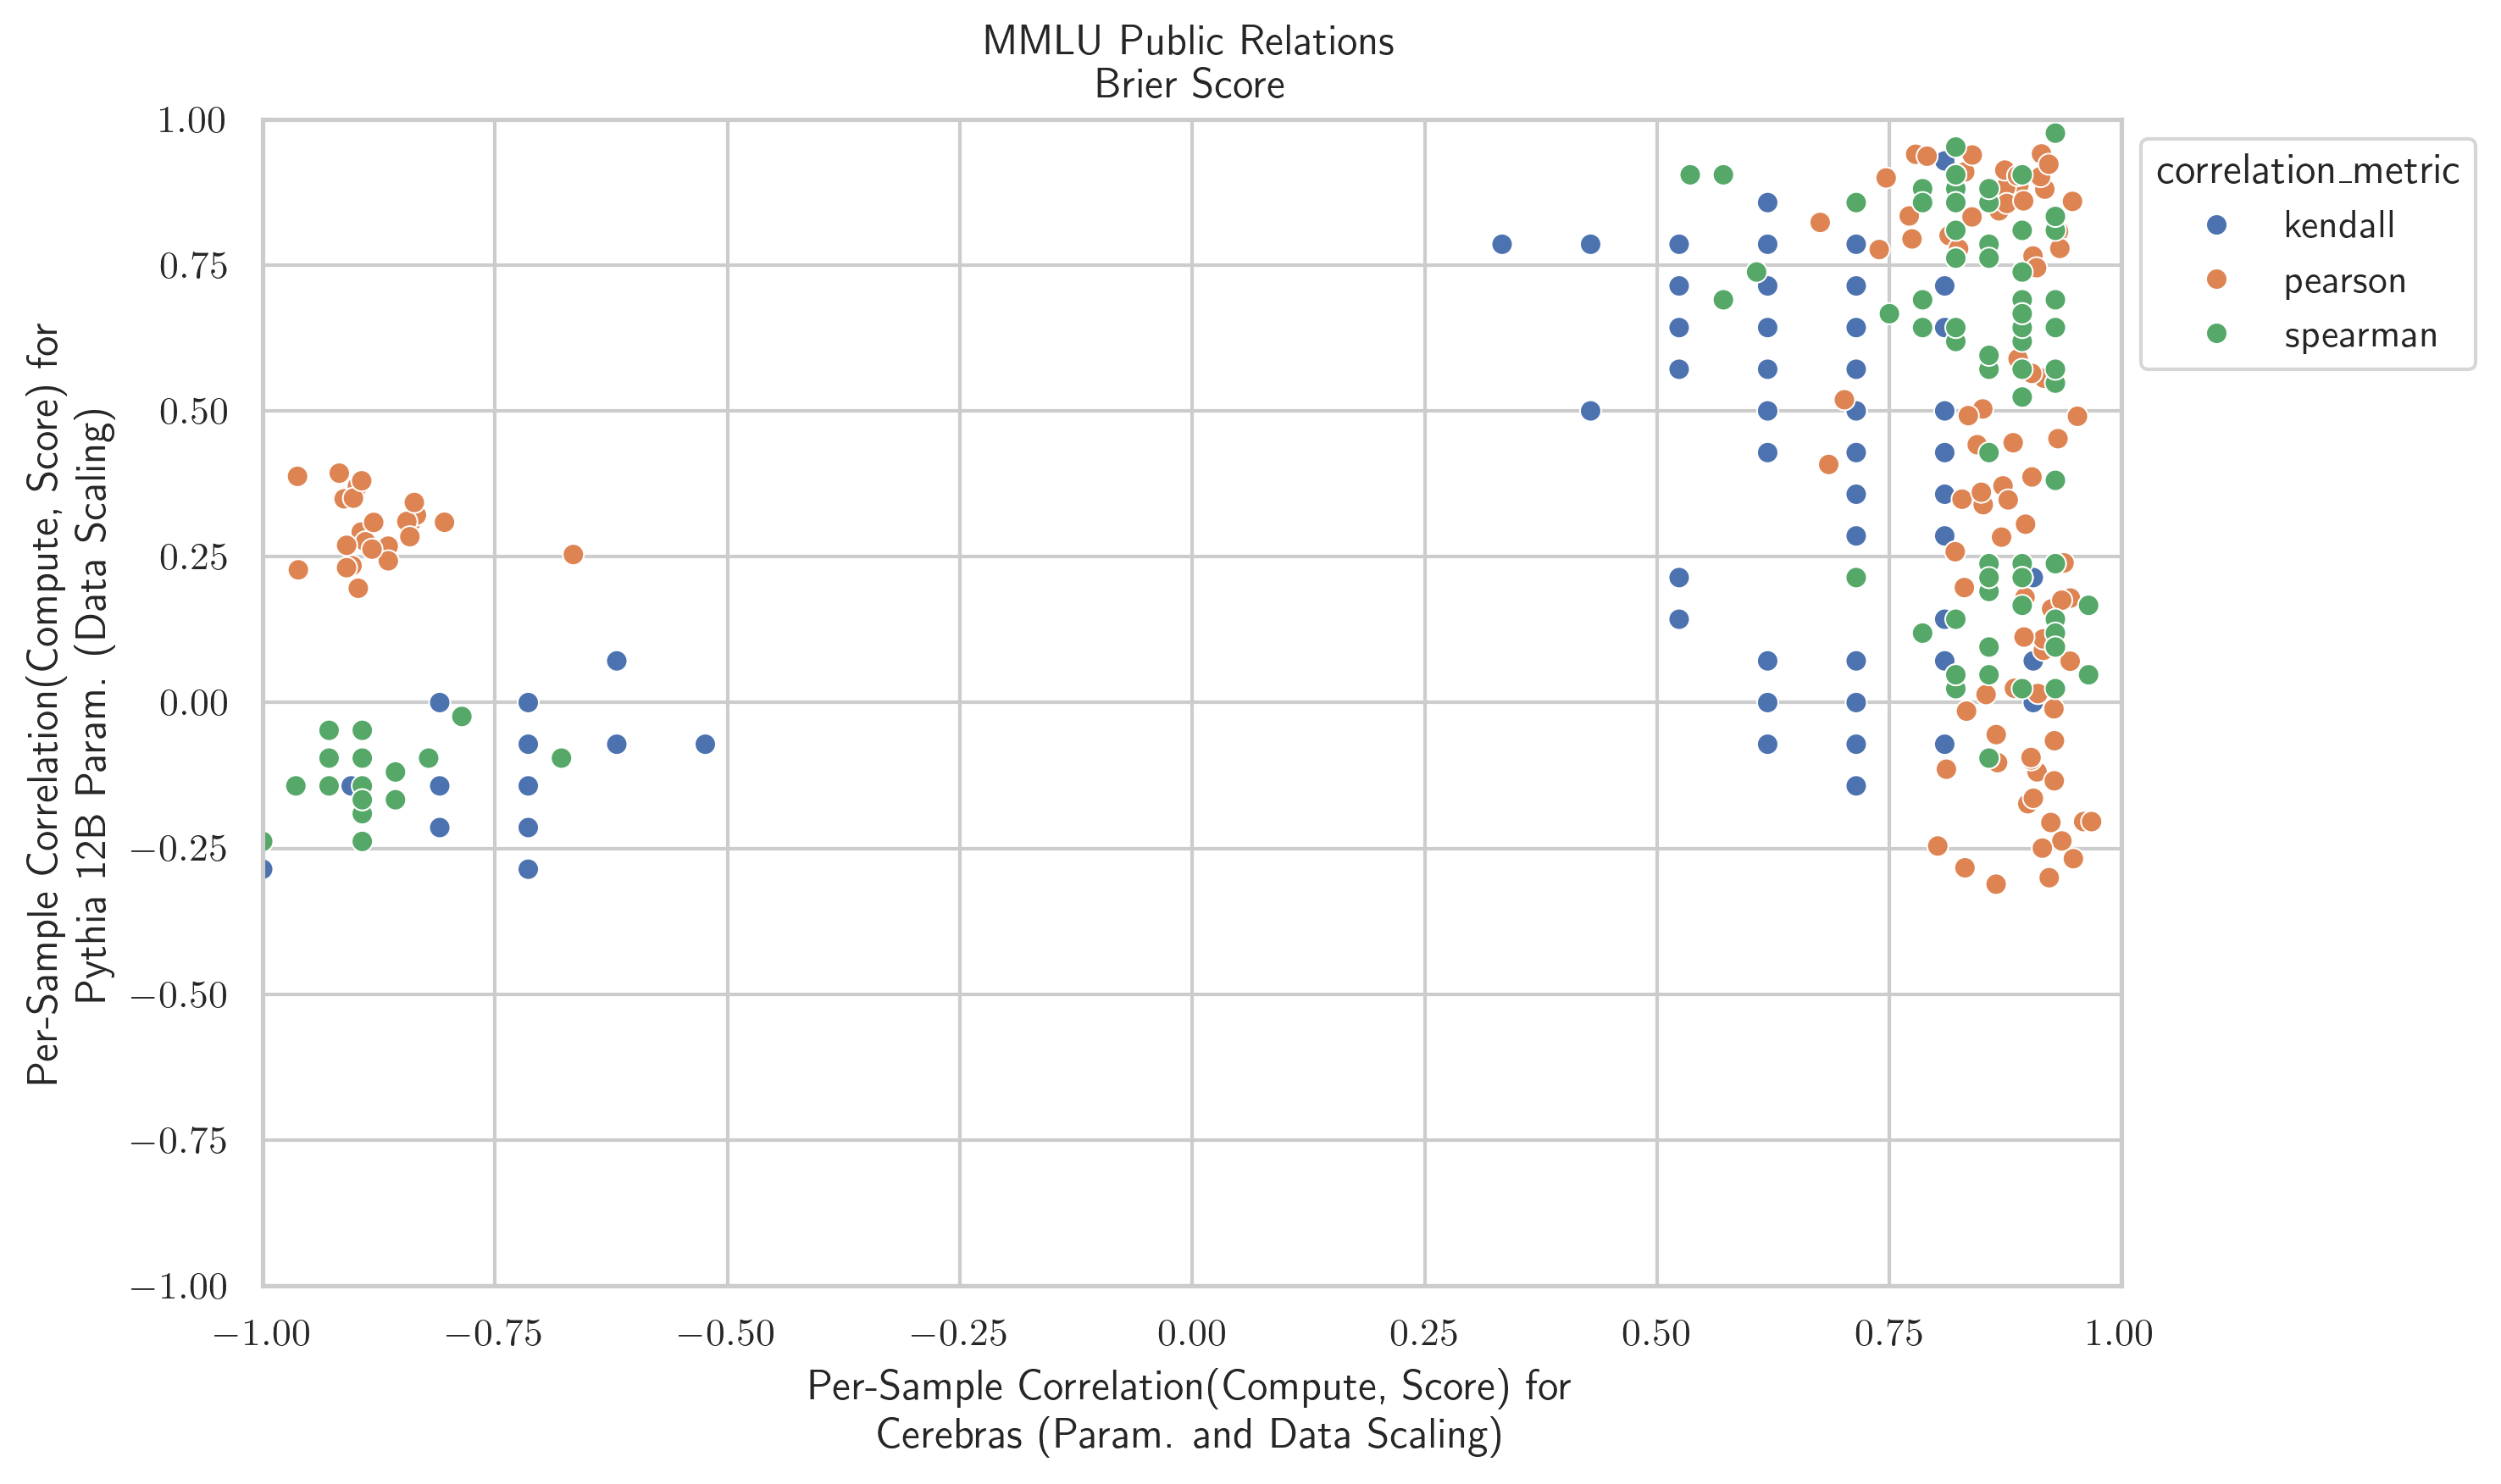 MMLU Public Relations
Brier Score
Per-Sample Correlation(Compute, Score) for
Pythia 12B Param. (Data Scaling)
1.00
0.75
0.50
0.25
0.00
−0.25
−0.50
−0.75
−1.00
−1.00 −0.75 −0.50 −0.25 0.00 0.25 0.50 0.75 1.00
Per-Sample Correlation(Compute, Score) for
Cerebras (Param. and Data Scaling)
correlation_metric
kendall
pearson
spearman